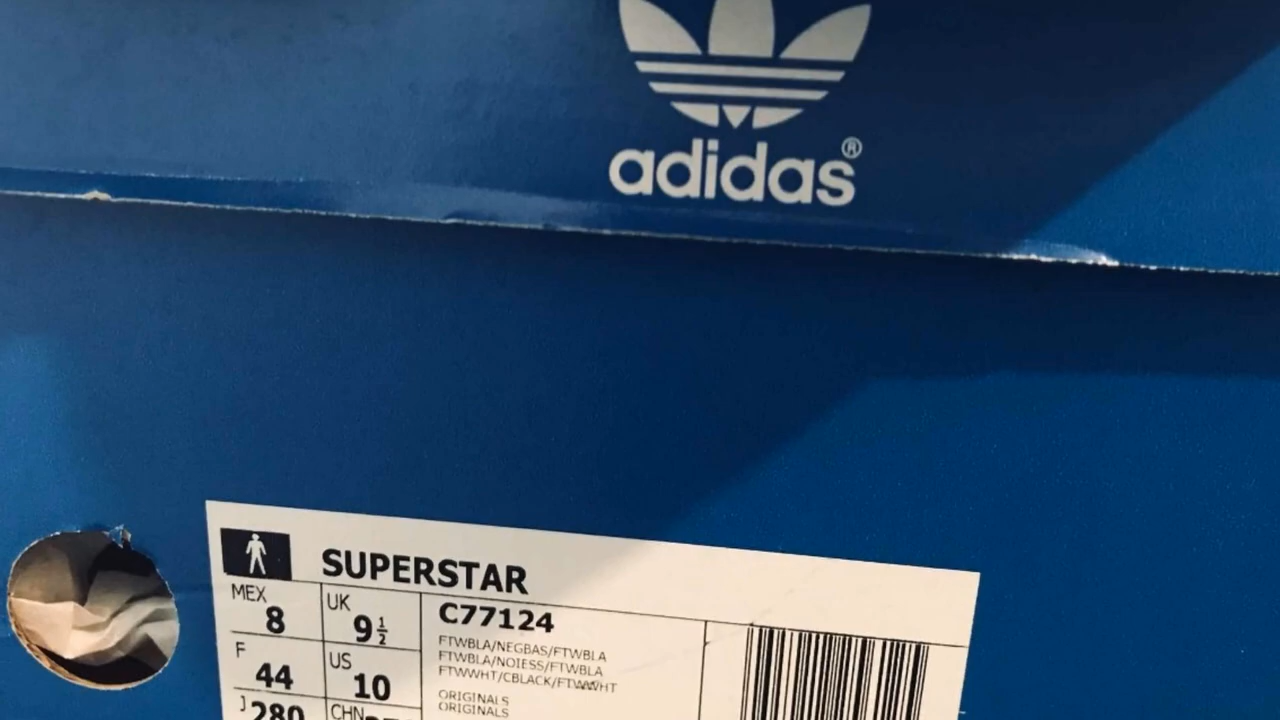 adidas®
SUPERSTAR
MEX 8 UK 9½
C77124
FTWBLA/NEGBAS/FTWBLA
FTWBLA/NOIESS/FTWBLA
FTWWHT/CBLACK/FTWWHT
F 44 US 10
ORIGINALS
ORIGINALS
J 280 CHN